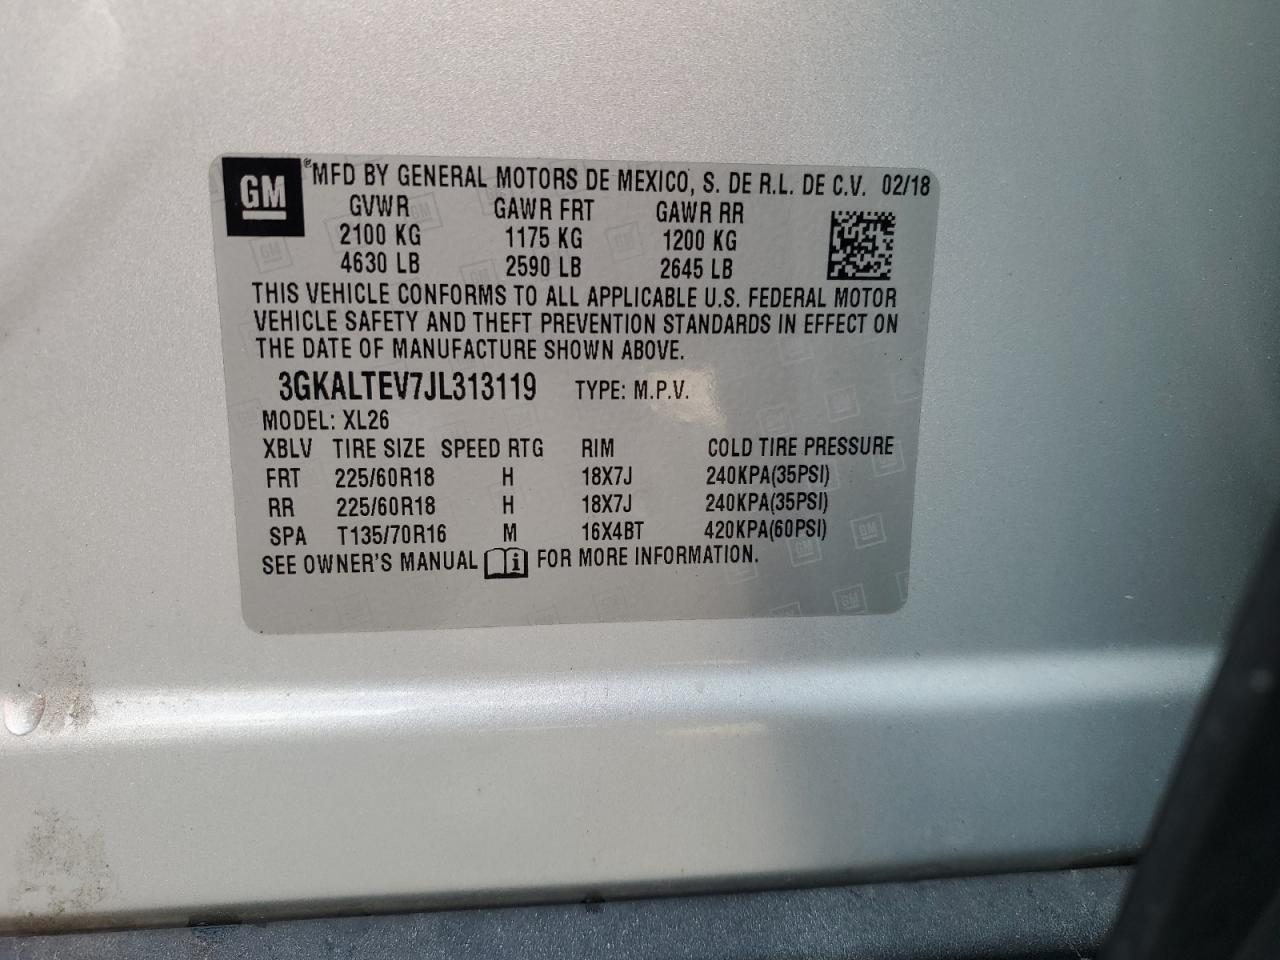 GM ® MFD BY GENERAL MOTORS DE MEXICO, S. DE R.L. DE C.V. 02/18
GVWR GAWR FRT GAWR RR
2100 KG 1175 KG 1200 KG
4630 LB 2590 LB 2645 LB
THIS VEHICLE CONFORMS TO ALL APPLICABLE U.S. FEDERAL MOTOR
VEHICLE SAFETY AND THEFT PREVENTION STANDARDS IN EFFECT ON
THE DATE OF MANUFACTURE SHOWN ABOVE.
3GKALTEV7JL313119 TYPE: M.P.V.
MODEL: XL26
XBLV TIRE SIZE SPEED RTG RIM COLD TIRE PRESSURE
FRT 225/60R18 H 18X7J 240KPA(35PSI)
RR 225/60R18 H 18X7J 240KPA(35PSI)
SPA T135/70R16 M 16X4BT 420KPA(60PSI)
SEE OWNER'S MANUAL i FOR MORE INFORMATION.